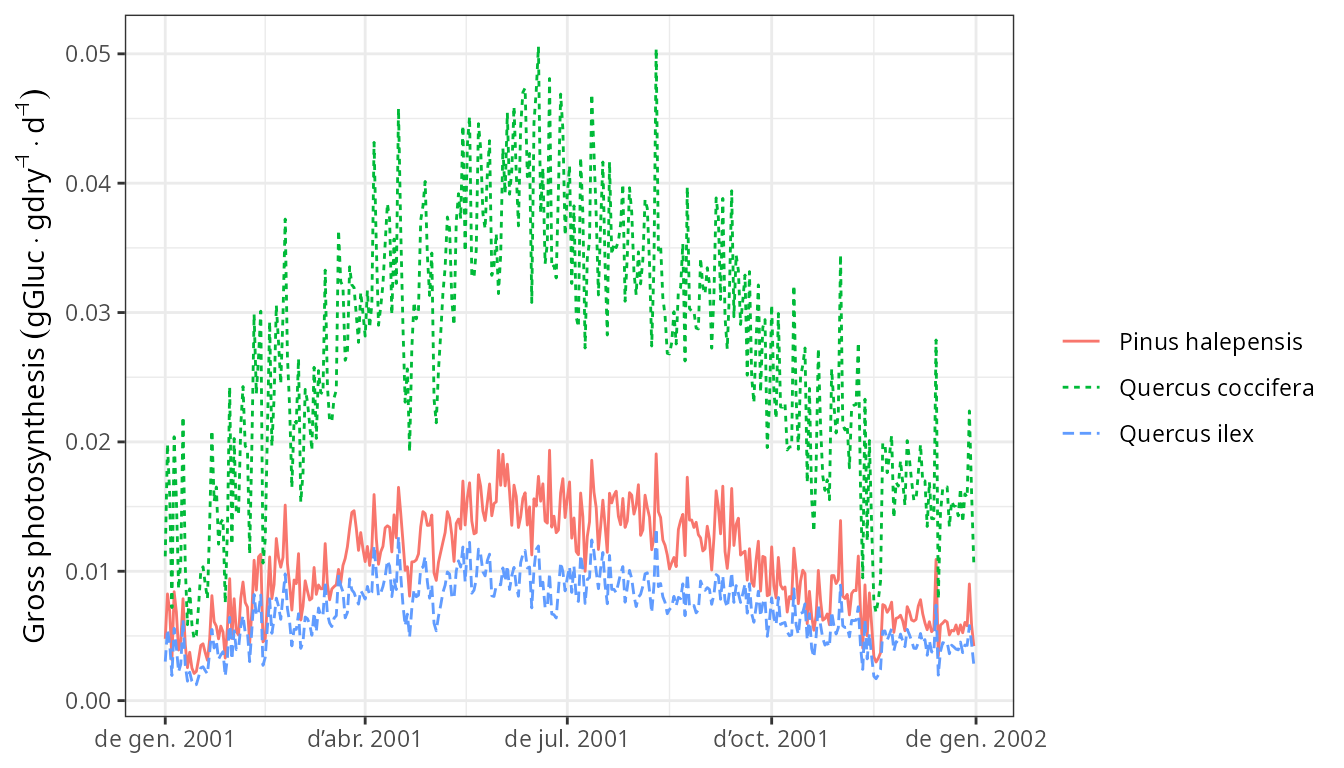 Gross photosynthesis (gGluc · gdry⁻¹ · d⁻¹)
0.05
0.04
0.03
0.02
0.01
0.00
de gen. 2001
d’abr. 2001
de jul. 2001
d’oct. 2001
de gen. 2002
Pinus halepensis
Quercus coccifera
Quercus ilex